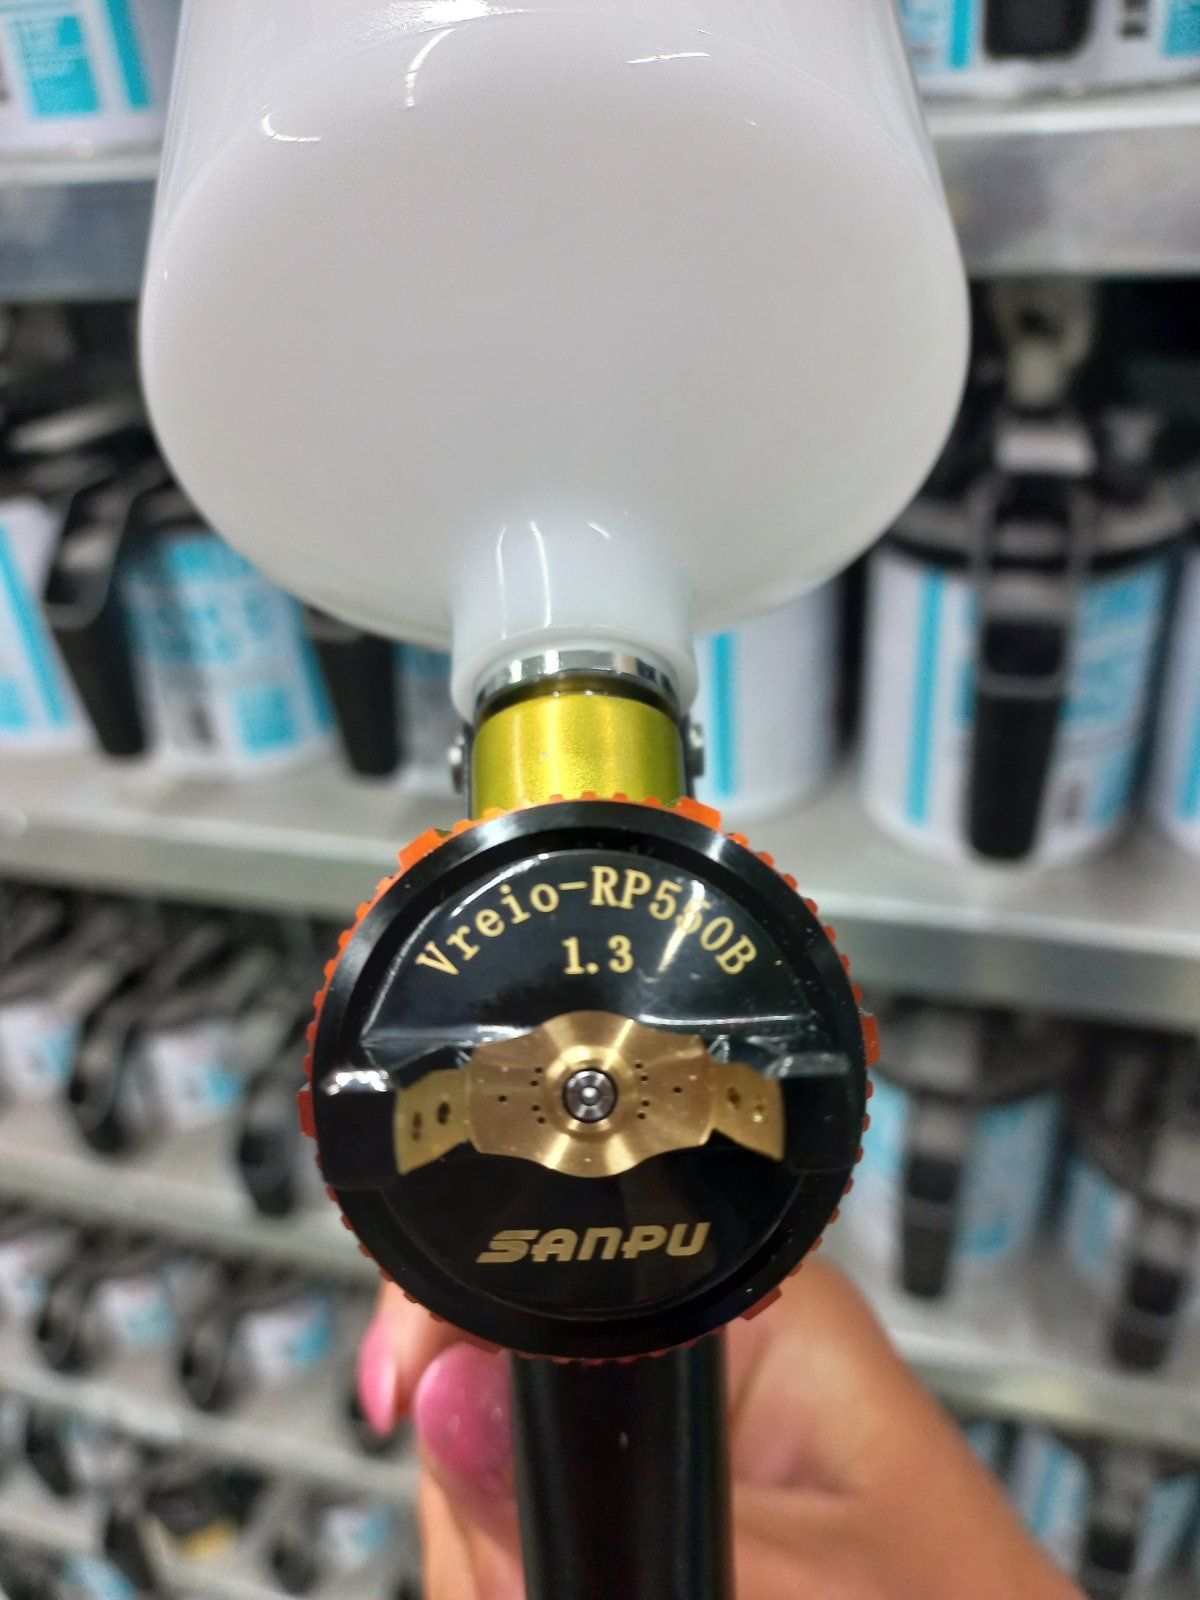 Vreio-RP550B
1.3
SANPU